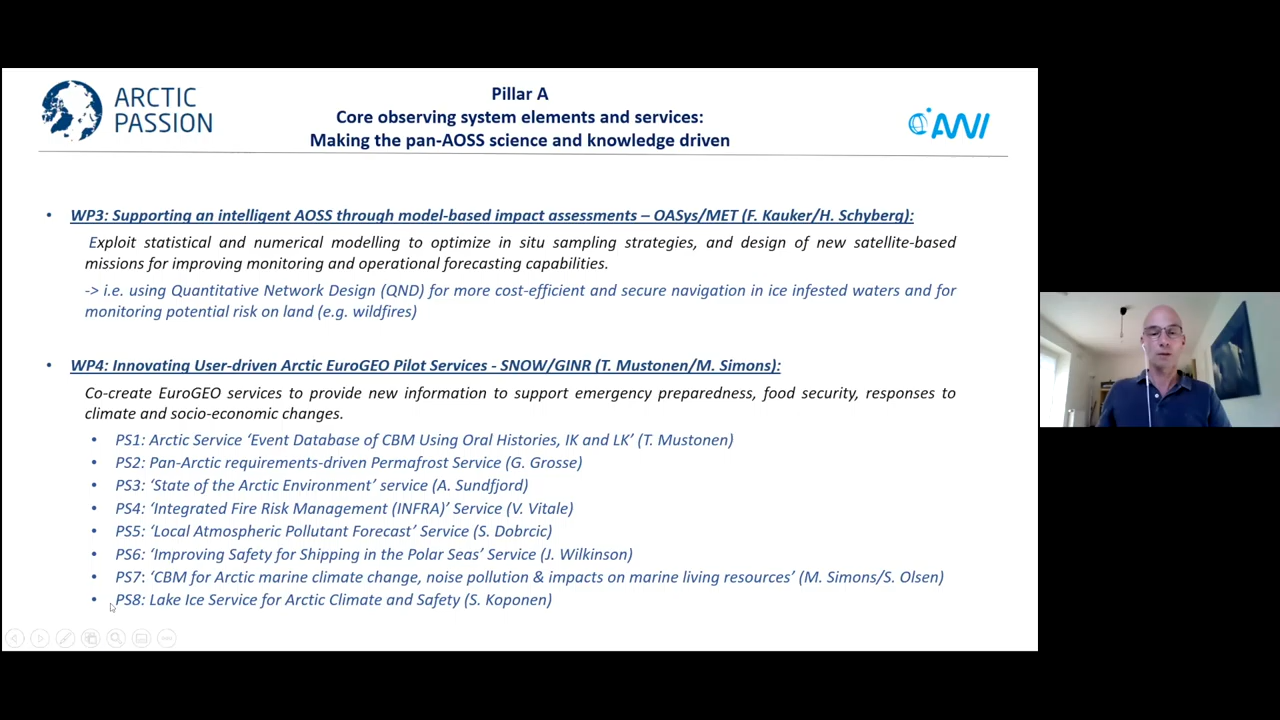 ARCTIC
PASSION
Pillar A
Core observing system elements and services:
Making the pan-AOSS science and knowledge driven
AWI
• WP3: Supporting an intelligent AOSS through model-based impact assessments – OASys/MET (F. Kauker/H. Schyberg):
Exploit statistical and numerical modelling to optimize in situ sampling strategies, and design of new satellite-based
missions for improving monitoring and operational forecasting capabilities.
-> i.e. using Quantitative Network Design (QND) for more cost-efficient and secure navigation in ice infested waters and for
monitoring potential risk on land (e.g. wildfires)
• WP4: Innovating User-driven Arctic EuroGEO Pilot Services - SNOW/GINR (T. Mustonen/M. Simons):
Co-create EuroGEO services to provide new information to support emergency preparedness, food security, responses to
climate and socio-economic changes.
• PS1: Arctic Service ‘Event Database of CBM Using Oral Histories, IK and LK’ (T. Mustonen)
• PS2: Pan-Arctic requirements-driven Permafrost Service (G. Grosse)
• PS3: ‘State of the Arctic Environment’ service (A. Sundfjord)
• PS4: ‘Integrated Fire Risk Management (INFRA)’ Service (V. Vitale)
• PS5: ‘Local Atmospheric Pollutant Forecast’ Service (S. Dobrcic)
• PS6: ‘Improving Safety for Shipping in the Polar Seas’ Service (J. Wilkinson)
• PS7: ‘CBM for Arctic marine climate change, noise pollution & impacts on marine living resources’ (M. Simons/S. Olsen)
• PS8: Lake Ice Service for Arctic Climate and Safety (S. Koponen)